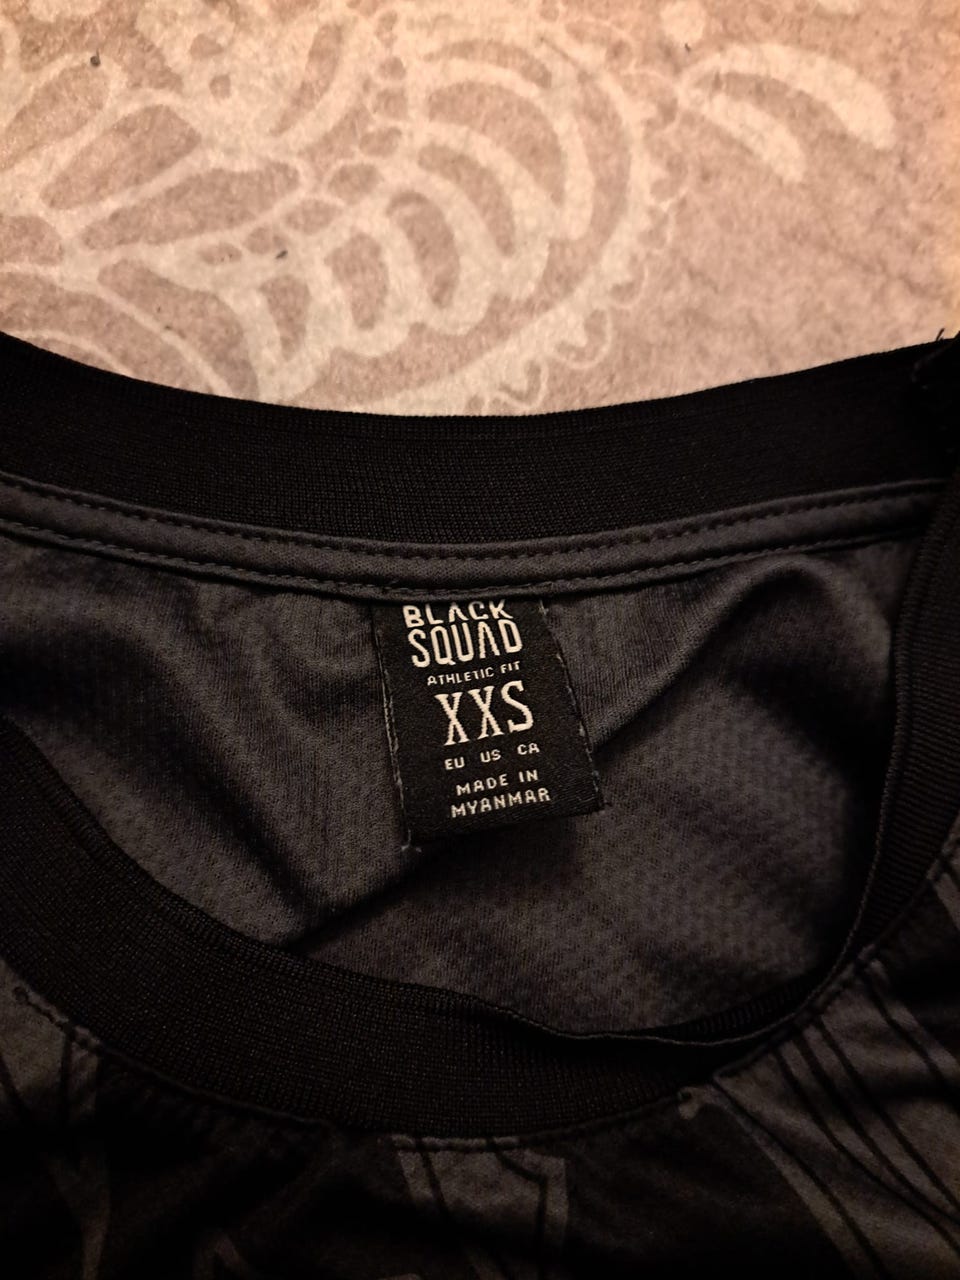 BLACK
SQUAD
ATHLETIC FIT
XXS
EU US CA
MADE IN
MYANMAR